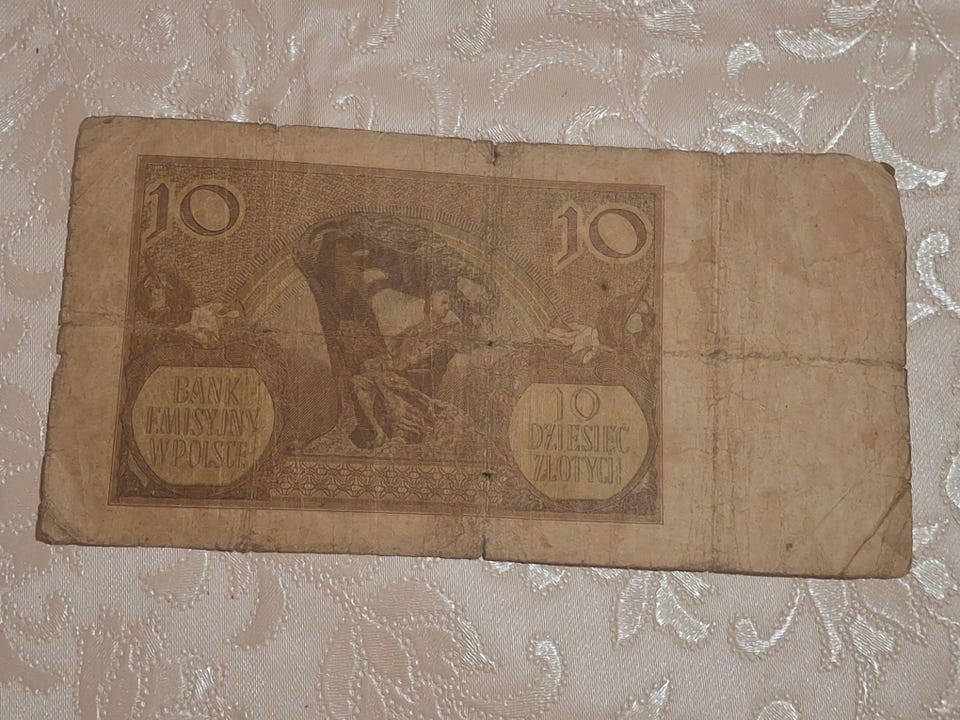 10
10
BANK
EMISYJNY
W POLSCE
10
DZIESIĘĆ
ZŁOTYCH